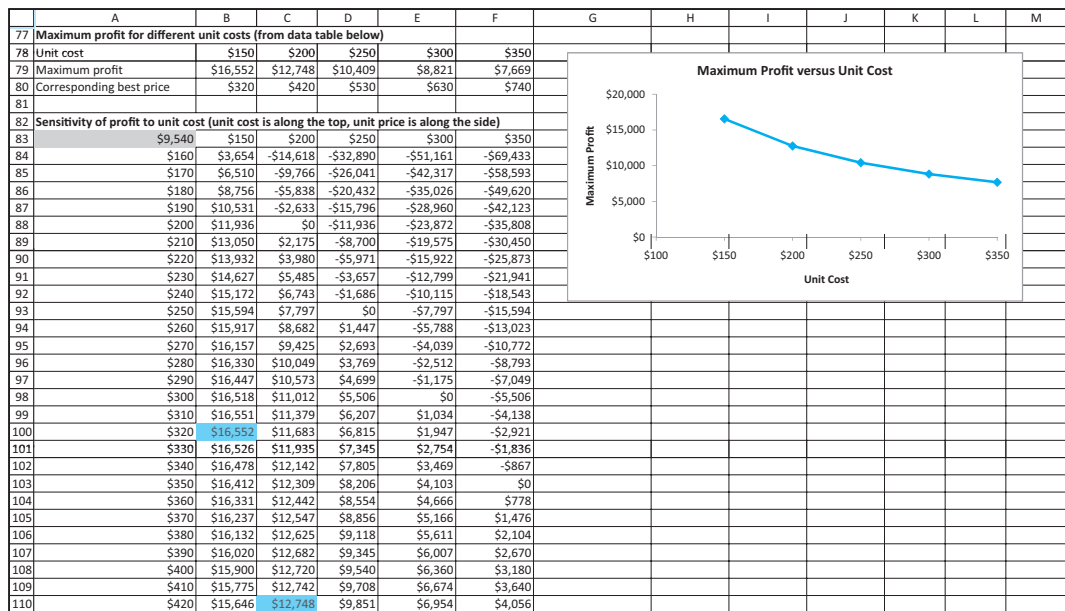 A B C D E F G H I J K L M
77 Maximum profit for different unit costs (from data table below)
78 Unit cost $150 $200 $250 $300 $350
79 Maximum profit $16,552 $12,748 $10,409 $8,821 $7,669
80 Corresponding best price $320 $420 $530 $630 $740
81
82 Sensitivity of profit to unit cost (unit cost is along the top, unit price is along the side)
83 $9,540 $150 $200 $250 $300 $350
84 $160 $3,654 -$14,618 -$32,890 -$51,161 -$69,433
85 $170 $6,510 -$9,766 -$26,041 -$42,317 -$58,593
86 $180 $8,756 -$5,838 -$20,432 -$35,026 -$49,620
87 $190 $10,531 -$2,633 -$15,796 -$28,960 -$42,123
88 $200 $11,936 $0 -$11,936 -$23,872 -$35,808
89 $210 $13,050 $2,175 -$8,700 -$19,575 -$30,450
90 $220 $13,932 $3,980 -$5,971 -$15,922 -$25,873
91 $230 $14,627 $5,485 -$3,657 -$12,799 -$21,941
92 $240 $15,172 $6,743 -$1,686 -$10,115 -$18,543
93 $250 $15,594 $7,797 $0 -$7,797 -$15,594
94 $260 $15,917 $8,682 $1,447 -$5,788 -$13,023
95 $270 $16,157 $9,425 $2,693 -$4,039 -$10,772
96 $280 $16,330 $10,049 $3,769 -$2,512 -$8,793
97 $290 $16,447 $10,573 $4,699 -$1,175 -$7,049
98 $300 $16,518 $11,012 $5,506 $0 -$5,506
99 $310 $16,551 $11,379 $6,207 $1,034 -$4,138
100 $320 $16,552 $11,683 $6,815 $1,947 -$2,921
101 $330 $16,526 $11,935 $7,345 $2,754 -$1,836
102 $340 $16,478 $12,142 $7,805 $3,469 -$867
103 $350 $16,412 $12,309 $8,206 $4,103 $0
104 $360 $16,331 $12,442 $8,554 $4,666 $778
105 $370 $16,237 $12,547 $8,856 $5,166 $1,476
106 $380 $16,132 $12,625 $9,118 $5,611 $2,104
107 $390 $16,020 $12,682 $9,345 $6,007 $2,670
108 $400 $15,900 $12,720 $9,540 $6,360 $3,180
109 $410 $15,775 $12,742 $9,708 $6,674 $3,640
110 $420 $15,646 $12,748 $9,851 $6,954 $4,056
Maximum Profit versus Unit Cost
Maximum Profit
$20,000
$15,000
$10,000
$5,000
$0
$100 $150 $200 $250 $300 $350
Unit Cost